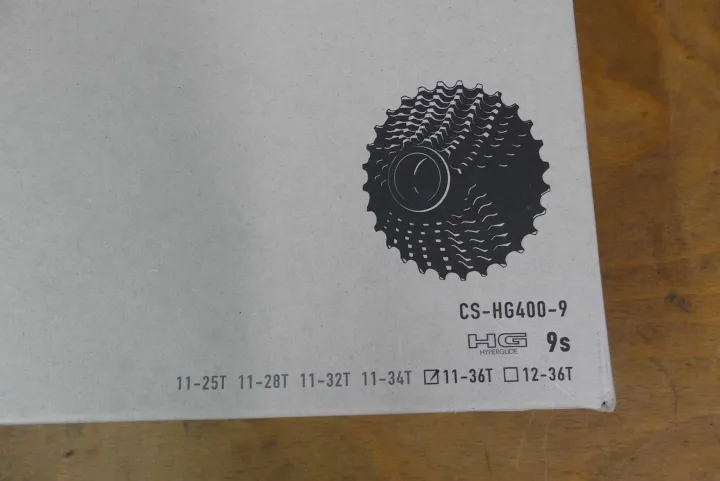 CS-HG400-9
HG 9s
HYPERGLIDE
11-25T 11-28T 11-32T 11-34T ☑11-36T ☐12-36T